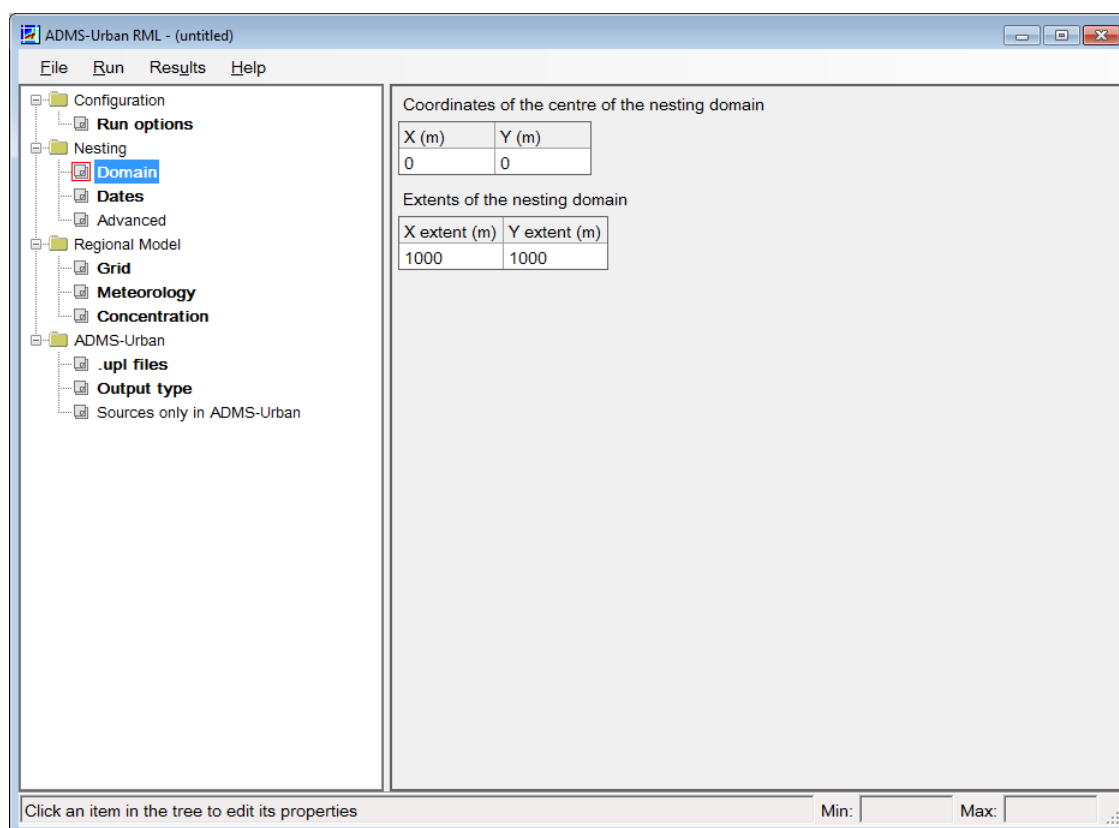 ADMS-Urban RML - (untitled)
File Run Results Help
Configuration
Run options
Nesting
Domain
Dates
Advanced
Regional Model
Grid
Meteorology
Concentration
ADMS-Urban
.upl files
Output type
Sources only in ADMS-Urban
Coordinates of the centre of the nesting domain
X (m) Y (m)
0 0
Extents of the nesting domain
X extent (m) Y extent (m)
1000 1000
Click an item in the tree to edit its properties Min: Max: